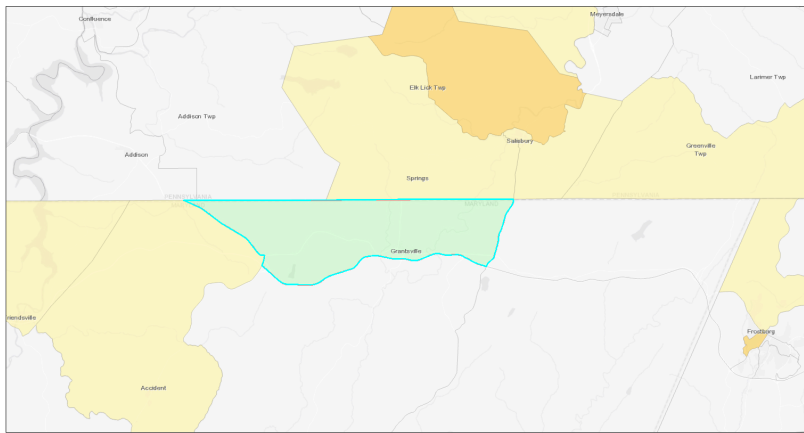 Confluence
Meyersdale
Larimer Twp
Elk Lick Twp
Addison Twp
Salisbury
Greenville
Twp
Addison
Springs
PENNSYLVANIA
PENNSYLVANIA
MARYLAND
Grantsville
riendsville
Frostburg
Accident